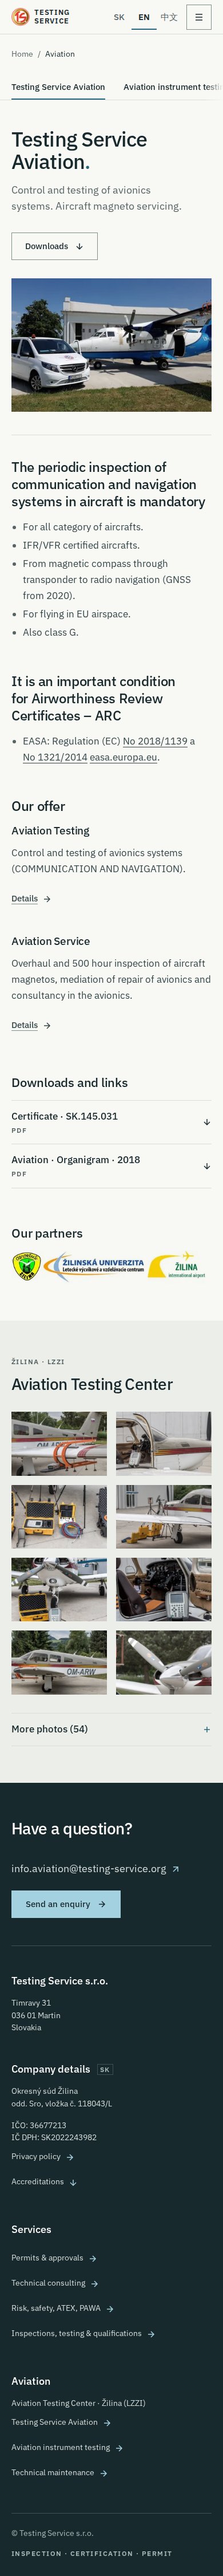 TESTING
SERVICE
SK EN 中文
Home / Aviation
Testing Service Aviation Aviation instrument testin
Testing Service
Aviation.
Control and testing of avionics
systems. Aircraft magneto servicing.
Downloads
The periodic inspection of
communication and navigation
systems in aircraft is mandatory
For all category of aircrafts.
IFR/VFR certified aircrafts.
From magnetic compass through
transponder to radio navigation (GNSS
from 2020).
For flying in EU airspace.
Also class G.
It is an important condition
for Airworthiness Review
Certificates – ARC
EASA: Regulation (EC) No 2018/1139 a
No 1321/2014 easa.europa.eu.
Our offer
Aviation Testing
Control and testing of avionics systems
(COMMUNICATION AND NAVIGATION).
Details
Aviation Service
Overhaul and 500 hour inspection of aircraft
magnetos, mediation of repair of avionics and
consultancy in the avionics.
Details
Downloads and links
Certificate · SK.145.031
PDF
Aviation · Organigram · 2018
PDF
Our partners
ŽILINSKÁ UNIVERZITA
Letecké výcvikové a vzdelávacie centrum
ŽILINA
international airport
ŽILINA · LZZI
Aviation Testing Center
OM-ARW
More photos (54)
Have a question?
info.aviation@testing-service.org
Send an enquiry
Testing Service s.r.o.
Timravy 31
036 01 Martin
Slovakia
Company details SK
Okresný súd Žilina
odd. Sro, vložka č. 118043/L
IČO: 36677213
IČ DPH: SK2022243982
Privacy policy
Accreditations
Services
Permits & approvals
Technical consulting
Risk, safety, ATEX, PAWA
Inspections, testing & qualifications
Aviation
Aviation Testing Center · Žilina (LZZI)
Testing Service Aviation
Aviation instrument testing
Technical maintenance
© Testing Service s.r.o.
INSPECTION · CERTIFICATION · PERMIT